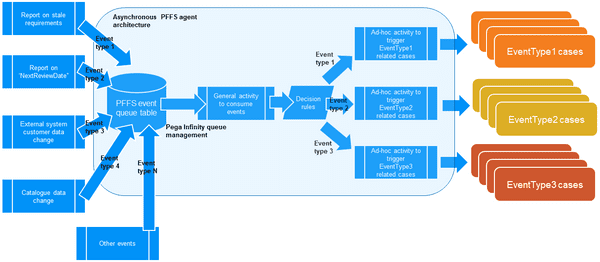 Report on stale
requirements
Asynchronous PFFS agent
architecture
Event
type 1
Report on
'NextReviewDate'
Event
type 2
External system
customer data
change
Event
type 3
Catalogue data
change
Event
type 4
Other events
Event
type N
PFFS event
queue table
Pega Infinity queue
management
General activity
to consume
events
Decision
rules
Event
type 1
Ad-hoc activity to
trigger
EventType1
related cases
EventType1 cases
Event
type 2
Ad-hoc activity to
trigger
EventType2
related cases
EventType2 cases
Event
type 3
Ad-hoc activity to
trigger
EventType3
related cases
EventType3 cases